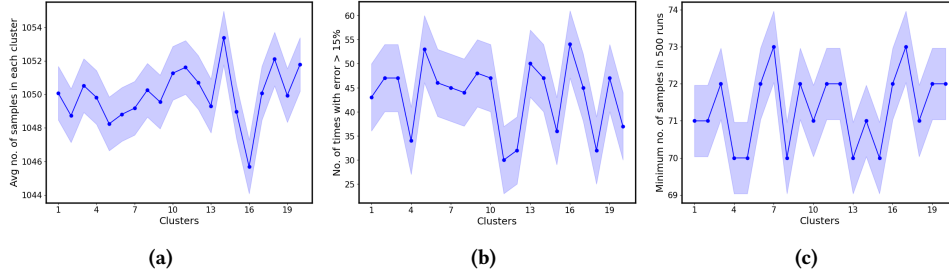 Avg no. of samples in each cluster
1054
1052
1050
1048
1046
1044
1 4 7 10 13 16 19
Clusters
(a)
No. of times with error > 15%
60
55
50
45
40
35
30
25
1 4 7 10 13 16 19
Clusters
(b)
Minimum no. of samples in 500 runs
74
73
72
71
70
69
1 4 7 10 13 16 19
Clusters
(c)